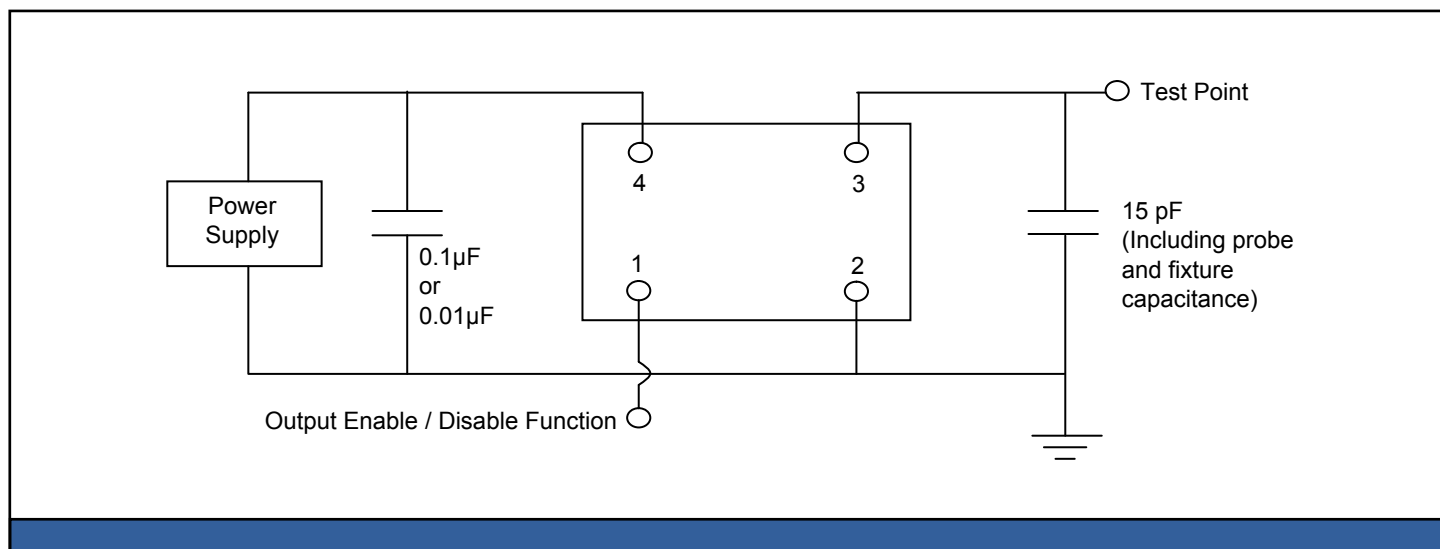 Test Point
4
3
Power
Supply
15 pF
(Including probe
and fixture
capacitance)
0.1µF
or
0.01µF
1
2
Output Enable / Disable Function